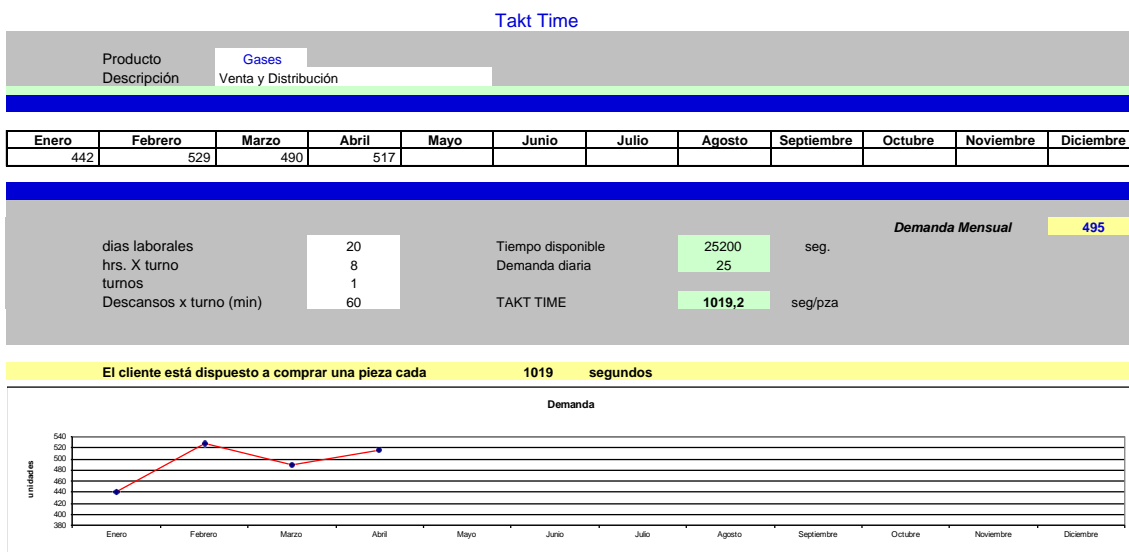 Takt Time
Producto Gases
Descripción Venta y Distribución
Enero Febrero Marzo Abril Mayo Junio Julio Agosto Septiembre Octubre Noviembre Diciembre
442 529 490 517
Demanda Mensual 495
dias laborales 20 Tiempo disponible 25200 seg.
hrs. X turno 8 Demanda diaria 25
turnos 1
Descansos x turno (min) 60 TAKT TIME 1019,2 seg/pza
El cliente está dispuesto a comprar una pieza cada 1019 segundos
Demanda
unidades
540
520
500
480
460
440
420
400
380
Enero Febrero Marzo Abril Mayo Junio Julio Agosto Septiembre Octubre Noviembre Diciembre